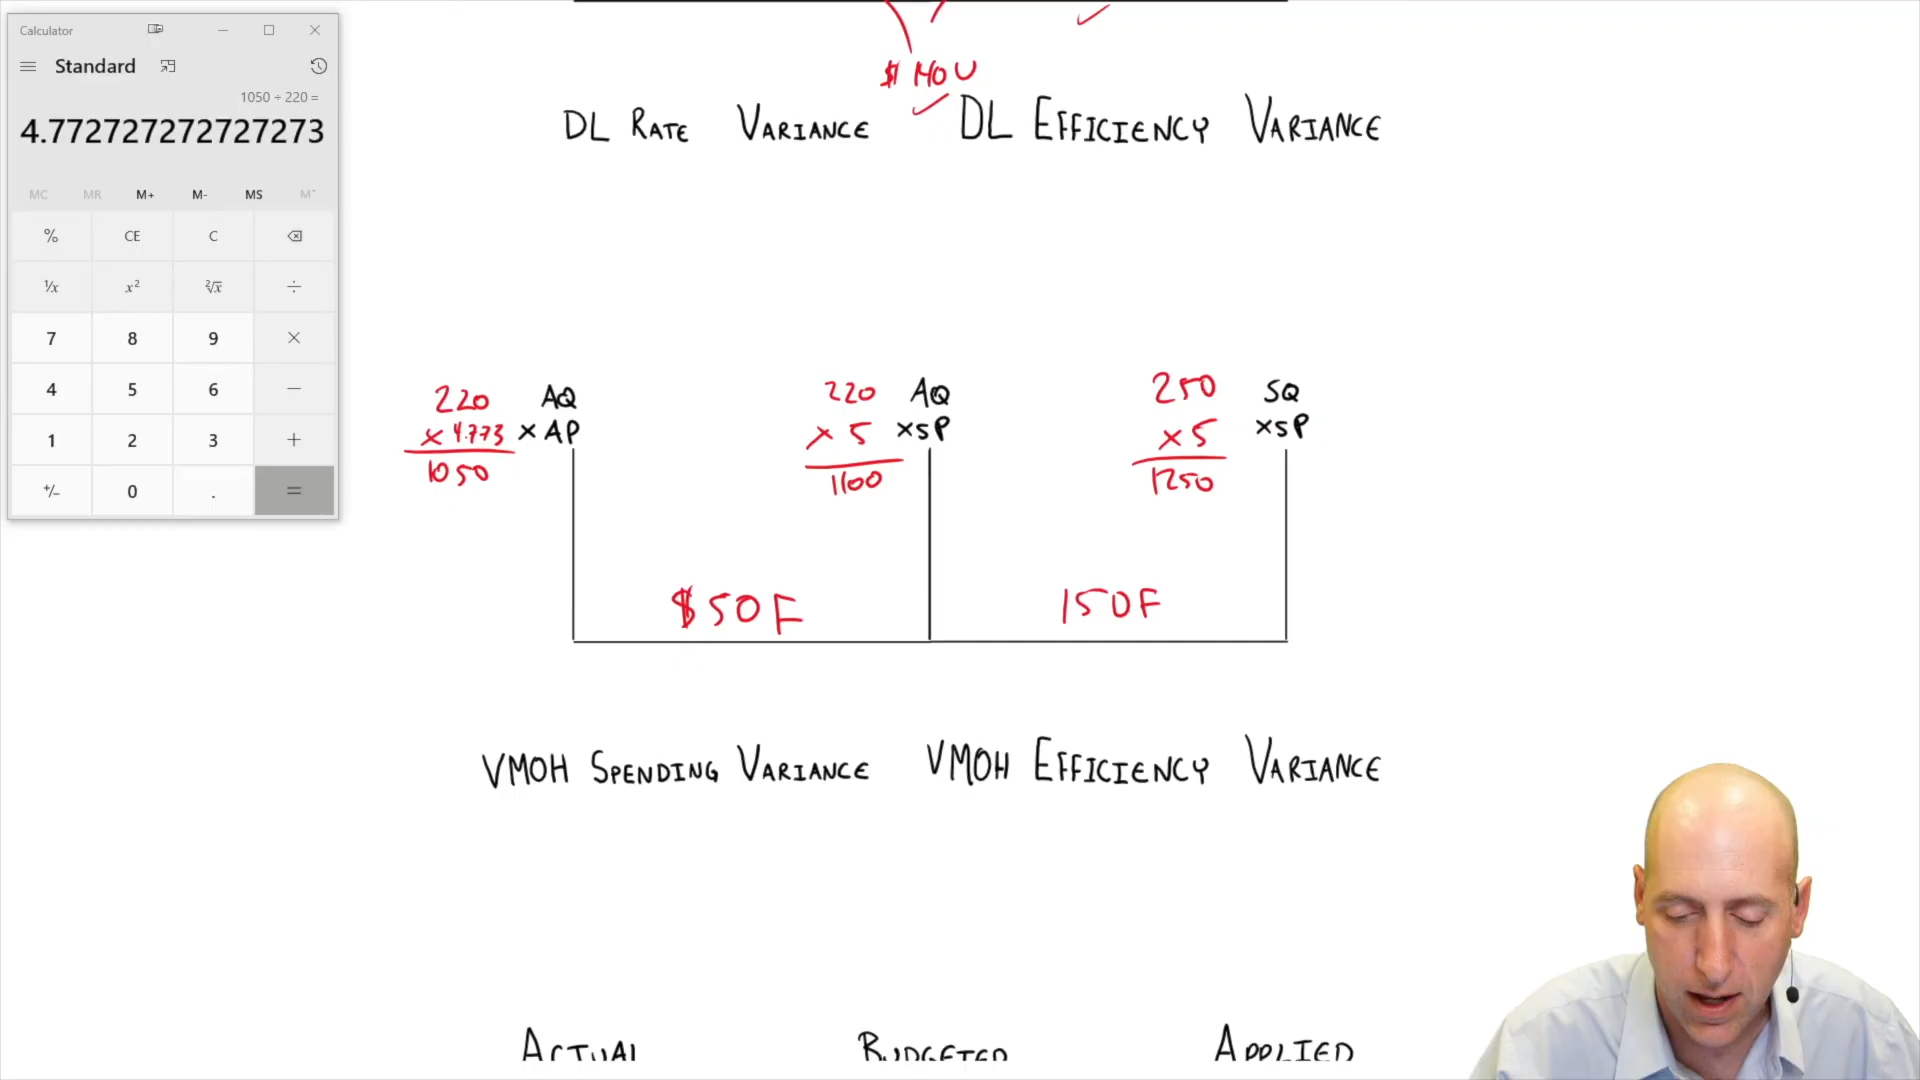 Calculator
Standard
1050 ÷ 220 =
4.772727272727273
MC MR M+ M- MS M˅
% CE C
¹/x x² ²√x ÷
7 8 9 ×
4 5 6 −
1 2 3 +
+/− 0 . =
$ 140 U
DL RATE VARIANCE DL EFFICIENCY VARIANCE
220 AQ 220 AQ 250 SQ
× 4.773 × AP × 5 × SP × 5 × SP
1050 1100 1250
$50F 150F
VMOH SPENDING VARIANCE VMOH EFFICIENCY VARIANCE
ACTUAL BUDGETED APPLIED